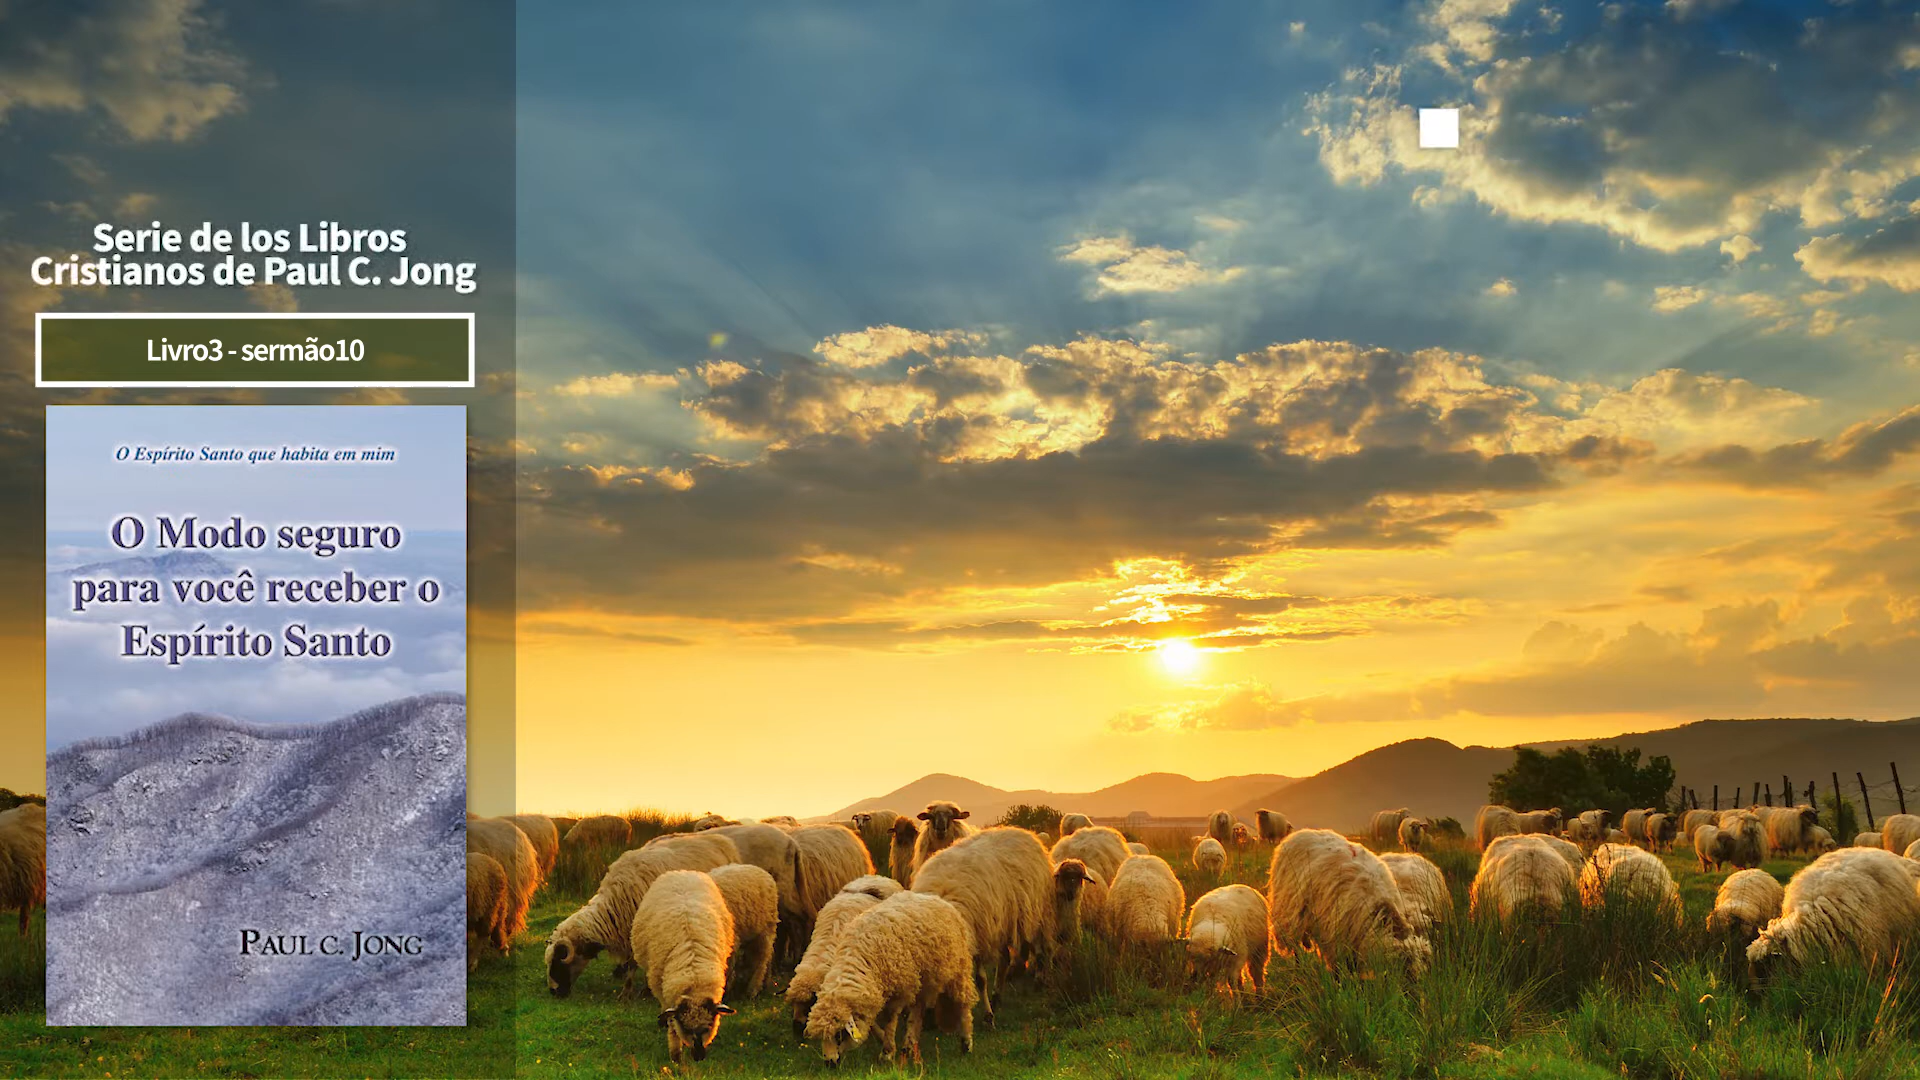 Serie de los Libros
Cristianos de Paul C. Jong
Livro3 - sermão10
O Espírito Santo que habita em mim
O Modo seguro
para você receber o
Espírito Santo
PAUL C. JONG